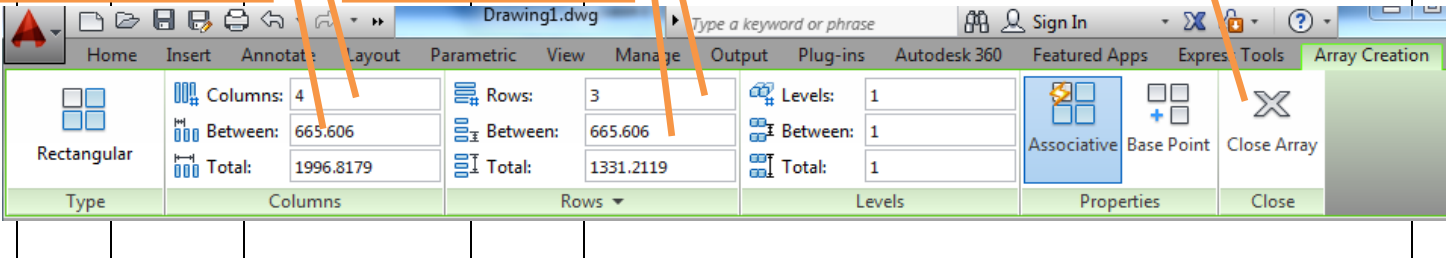 Drawing1.dwg Type a keyword or phrase Sign In
Home Insert Annotate Layout Parametric View Manage Output Plug-ins Autodesk 360 Featured Apps Express Tools Array Creation
Columns: 4 Rows: 3 Levels: 1
Between: 665.606 Between: 665.606 Between: 1
Rectangular Total: 1996.8179 Total: 1331.2119 Total: 1 Associative Base Point Close Array
Type Columns Rows Levels Properties Close